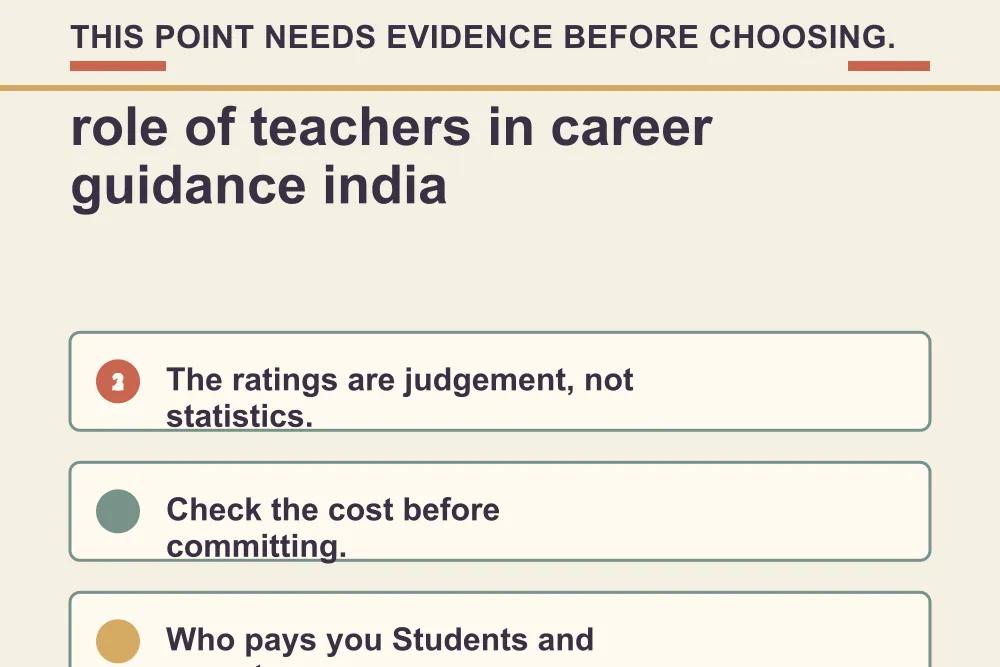 THIS POINT NEEDS EVIDENCE BEFORE CHOOSING.
role of teachers in career
guidance india
The ratings are judgement, not
statistics.
Check the cost before
committing.
Who pays you Students and